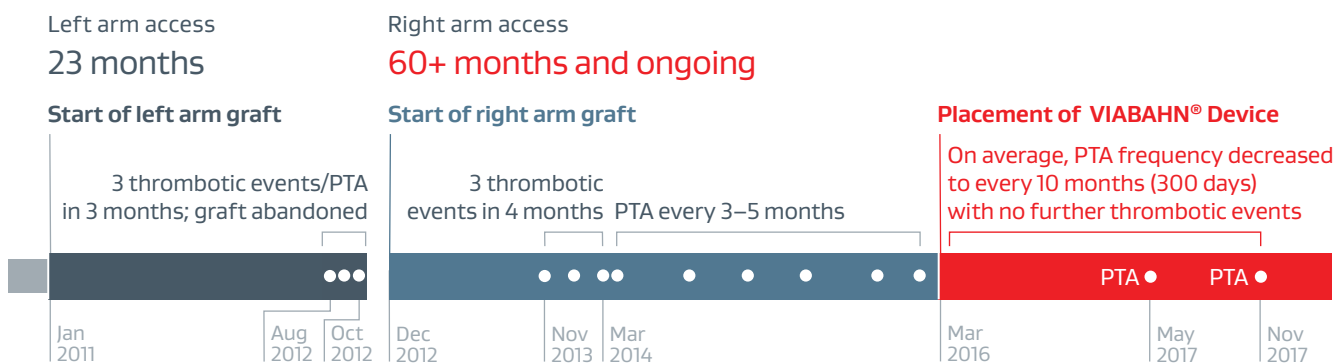 Left arm access
23 months
Right arm access
60+ months and ongoing
Start of left arm graft
Start of right arm graft
Placement of VIABAHN® Device
3 thrombotic events/PTA
in 3 months; graft abandoned
3 thrombotic
events in 4 months
PTA every 3–5 months
On average, PTA frequency decreased
to every 10 months (300 days)
with no further thrombotic events
PTA
PTA
Jan
2011
Aug
2012
Oct
2012
Dec
2012
Nov
2013
Mar
2014
Mar
2016
May
2017
Nov
2017